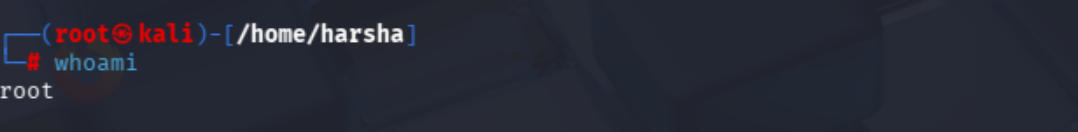 ┌──(root㉿kali)-[/home/harsha]
└─# whoami
root